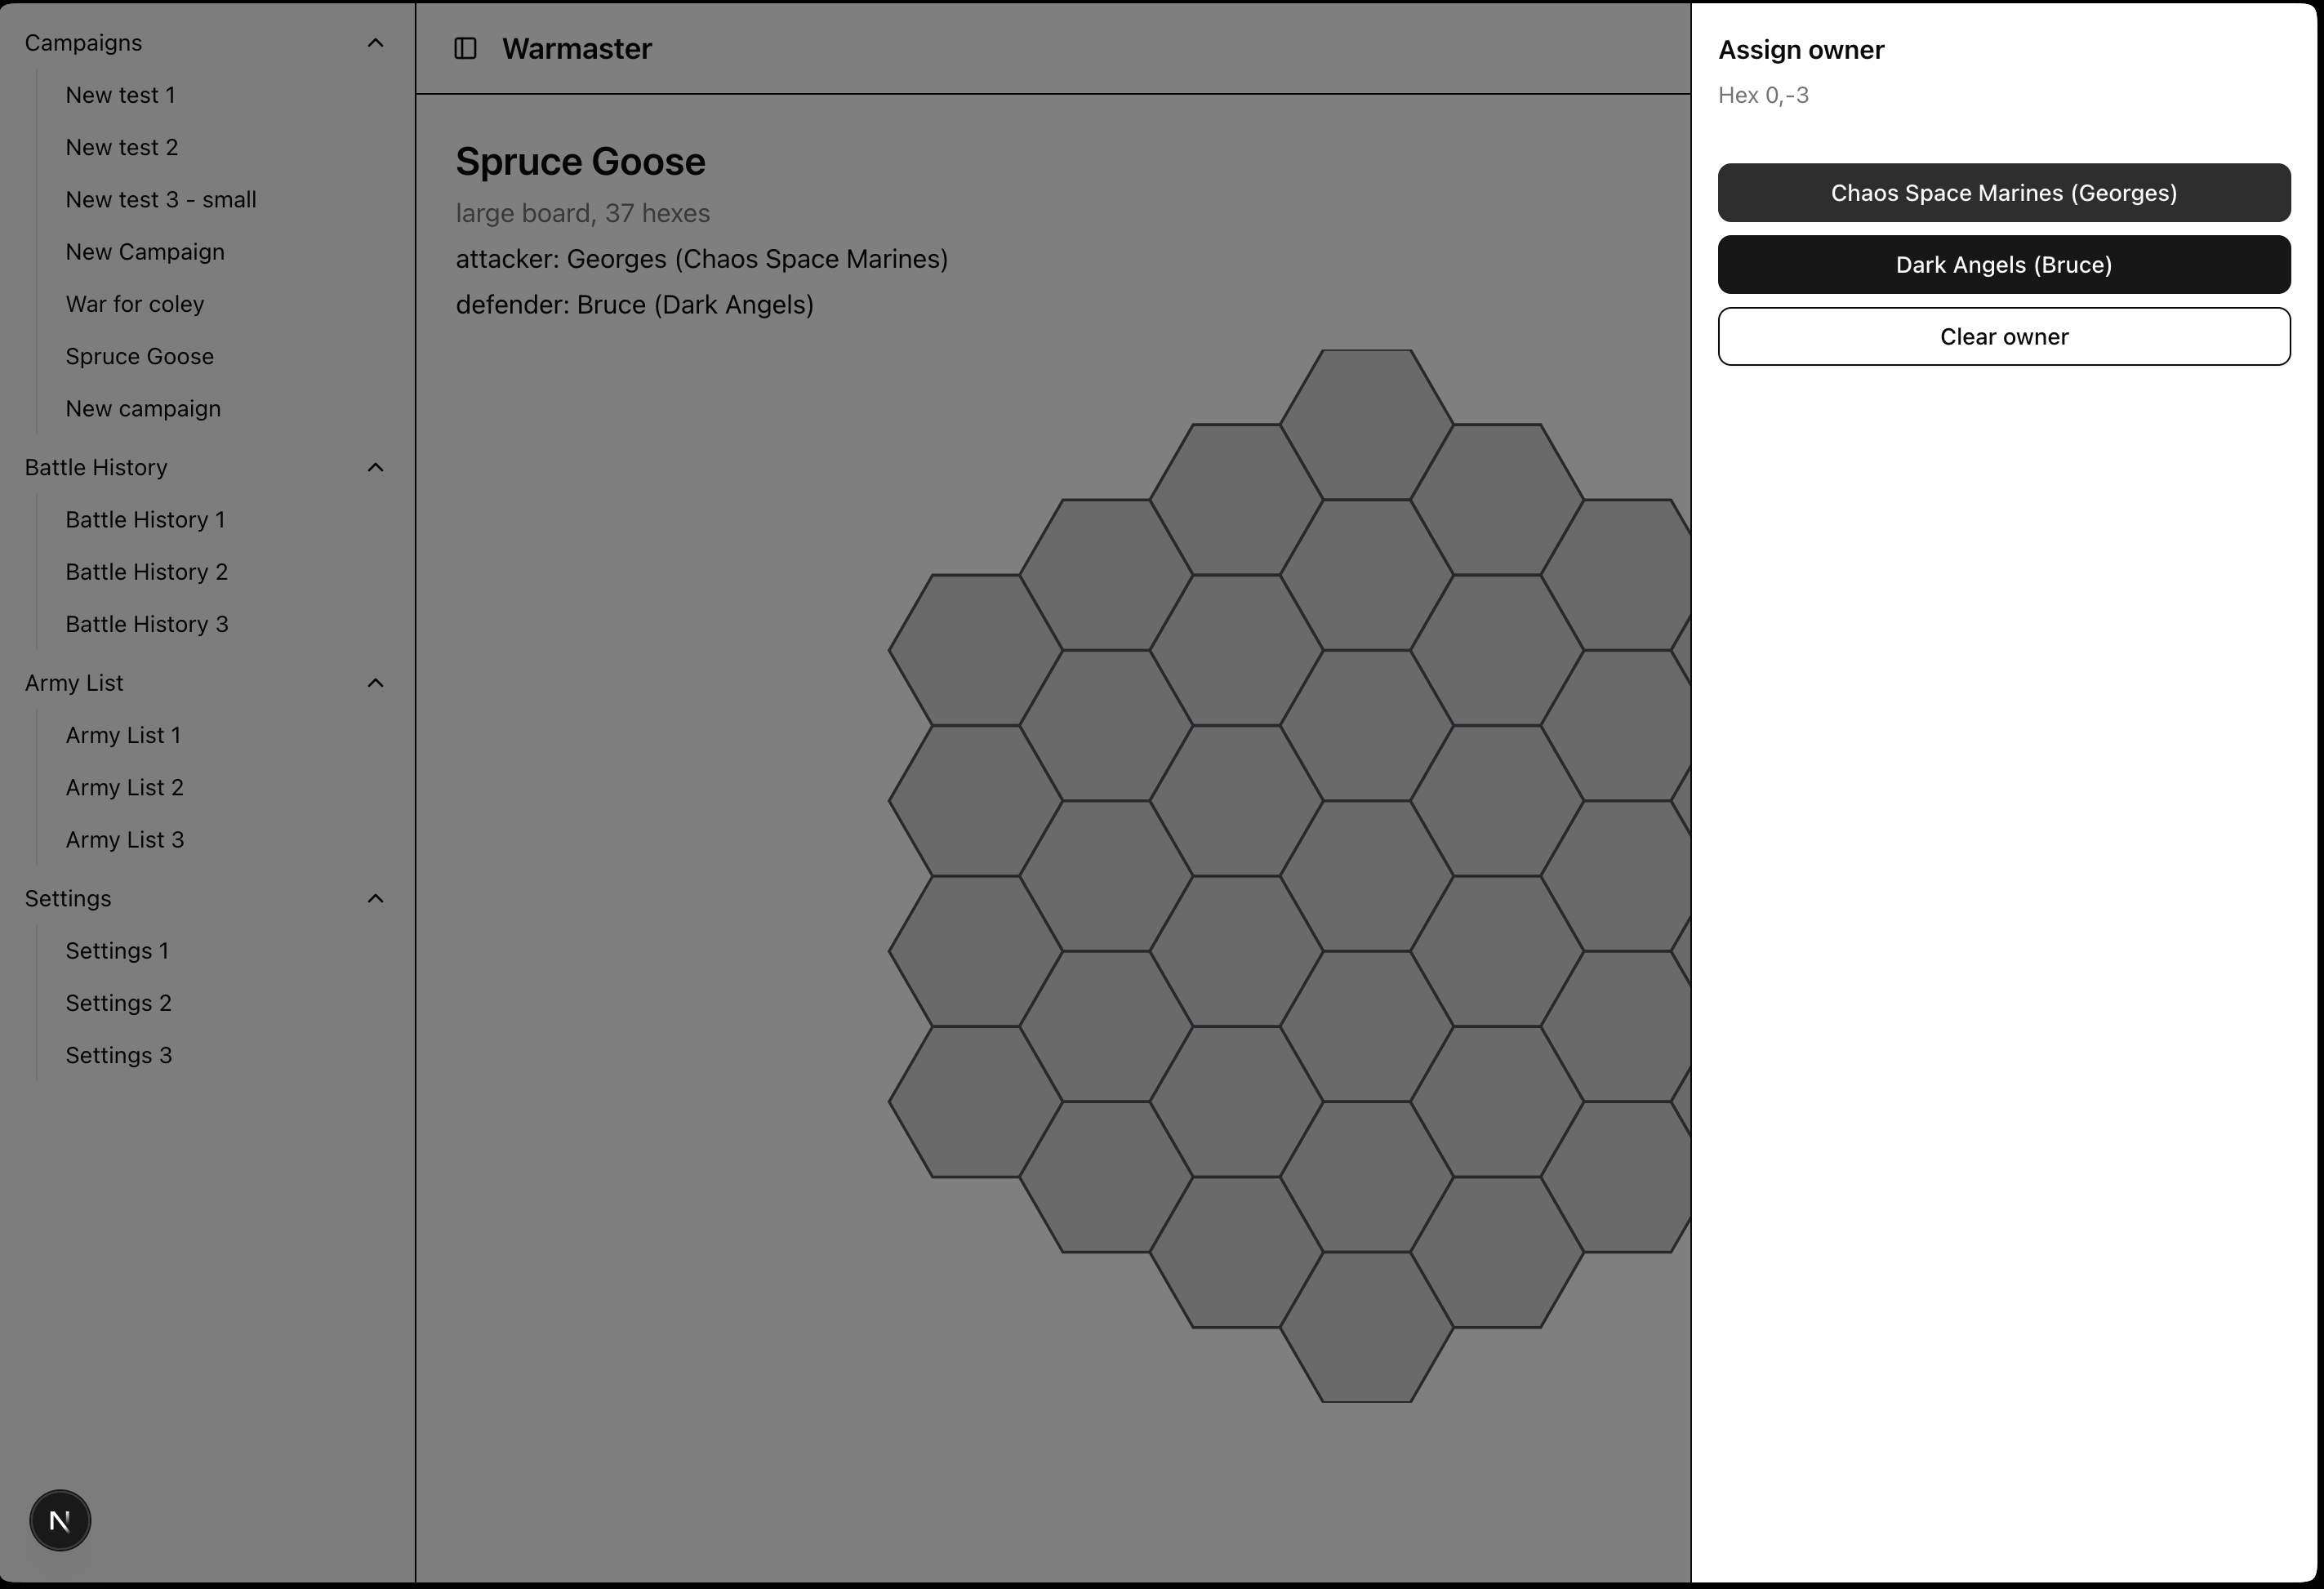 Campaigns
New test 1
New test 2
New test 3 - small
New Campaign
War for coley
Spruce Goose
New campaign
Battle History
Battle History 1
Battle History 2
Battle History 3
Army List
Army List 1
Army List 2
Army List 3
Settings
Settings 1
Settings 2
Settings 3
N
Warmaster
Spruce Goose
large board, 37 hexes
attacker: Georges (Chaos Space Marines)
defender: Bruce (Dark Angels)
Assign owner
Hex 0,-3
Chaos Space Marines (Georges)
Dark Angels (Bruce)
Clear owner